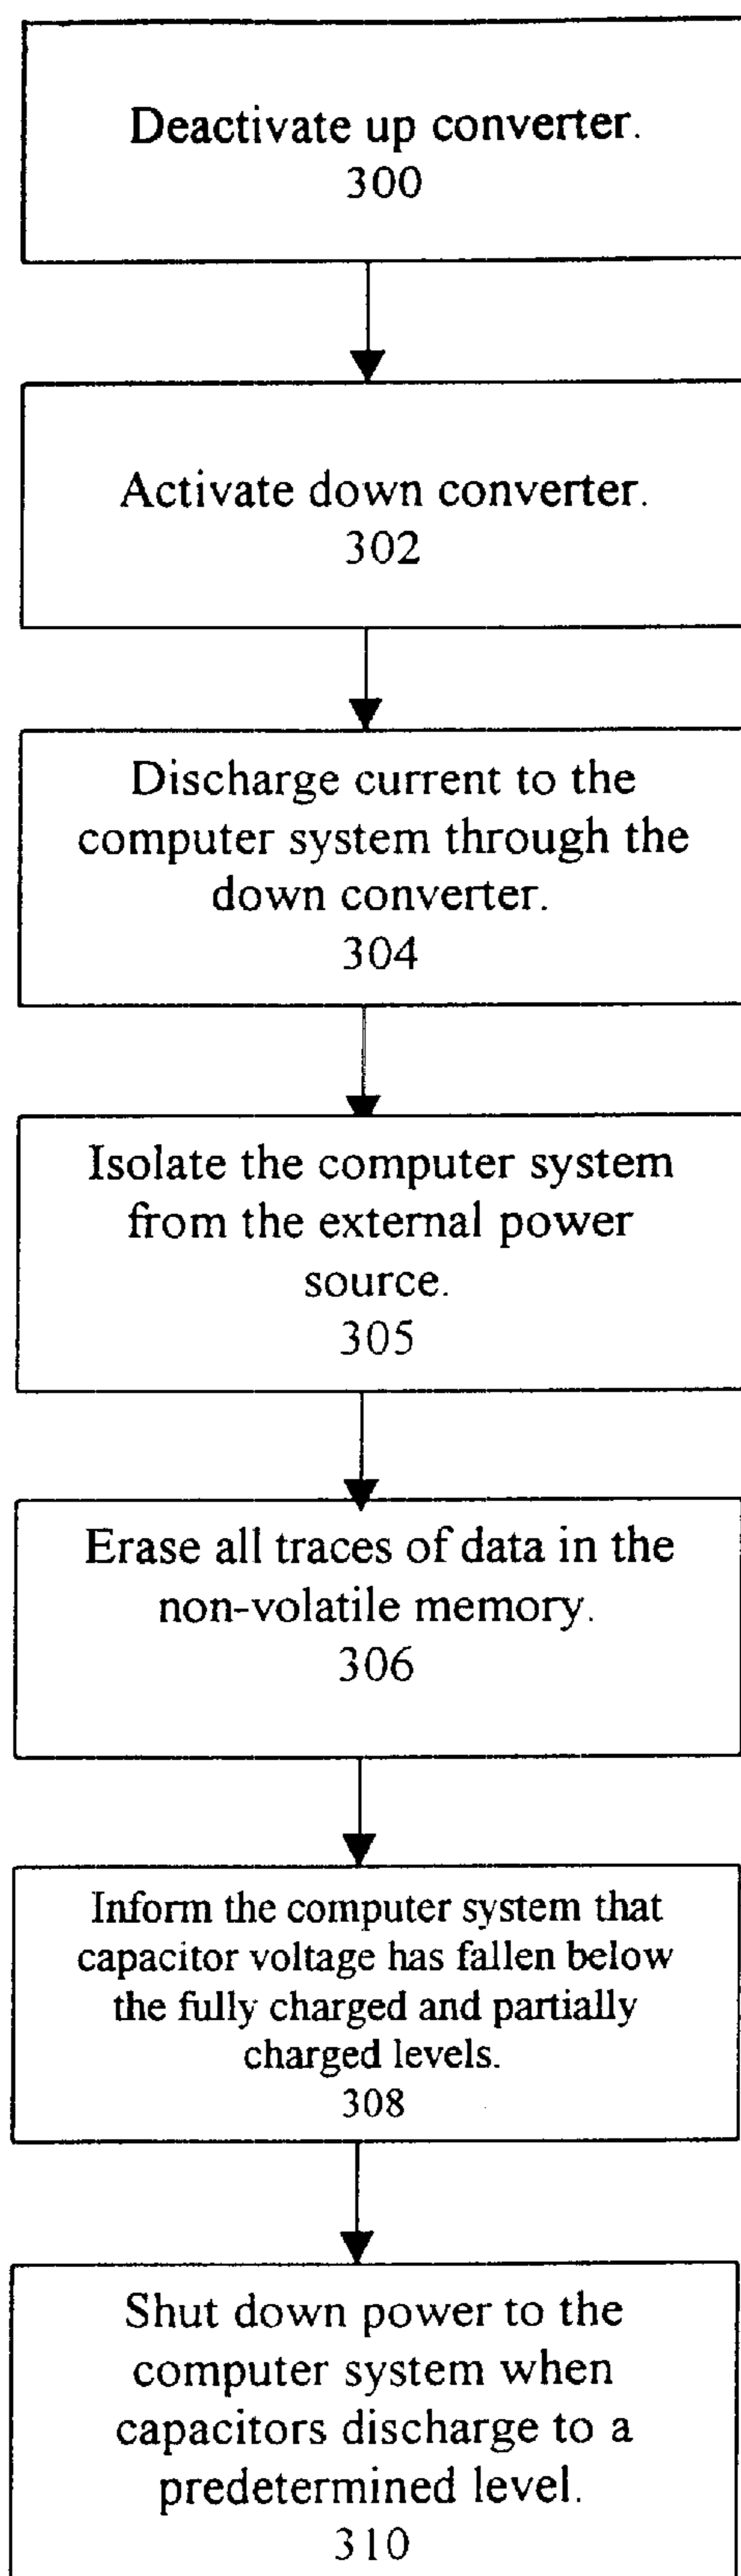 Deactivate up converter.
300
Activate down converter.
302
Discharge current to the
computer system through the
down converter.
304
Isolate the computer system
from the external power
source.
305
Erase all traces of data in the
non-volatile memory.
306
Inform the computer system that
capacitor voltage has fallen below
the fully charged and partially
charged levels.
308
Shut down power to the
computer system when
capacitors discharge to a
predetermined level.
310